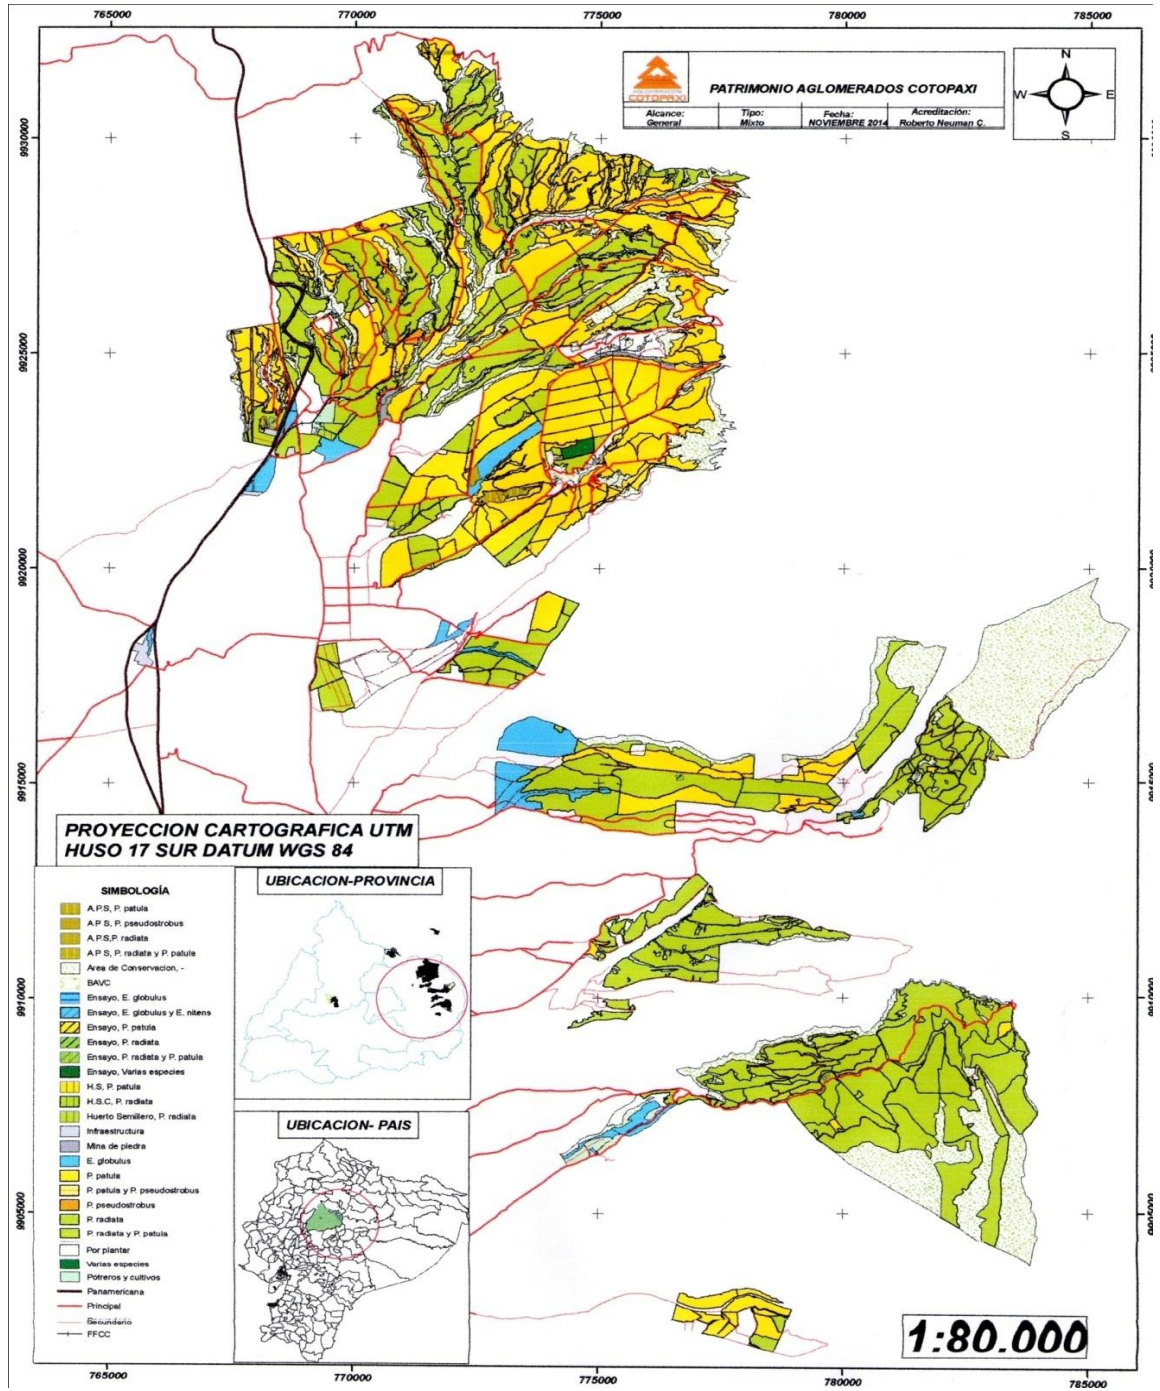 765000 770000 775000 780000 785000
AGLOMERADOS
COTOPAXI
PATRIMONIO AGLOMERADOS COTOPAXI
Alcance: Tipo: Fecha: Acreditación:
General Mixto NOVIEMBRE 2014 Roberto Neuman C.
N
W E
S
9930000
9925000
9920000 9920000
9915000 9915000
9910000 9910000
9905000 9905000
PROYECCION CARTOGRAFICA UTM
HUSO 17 SUR DATUM WGS 84
SIMBOLOGÍA
A.P.S, P. patula
A P S, P. pseudostrobus
A.P.S,P. radiata
A P S, P. radiata y P. patula
Area de Conservacion, -
BAVC
Ensayo, E. globulus
Ensayo, E. globulus y E. nitens
Ensayo, P. patula
Ensayo, P. radiata
Ensayo, P. radiata y P. patula
Ensayo, Varias especies
H.S, P. patula
H.S.C, P. radiata
Huerto Semillero, P. radiata
Infraestructura
Mina de piedra
E. globulus
P. patula
P. patula y P. pseudostrobus
P. pseudostrobus
P. radiata
P. radiata y P. patula
Por plantar
Varias especies
Potreros y cultivos
Panamericana
Principal
Secundario
FFCC
UBICACION-PROVINCIA
UBICACION- PAIS
1:80.000
765000 770000 775000 780000 785000